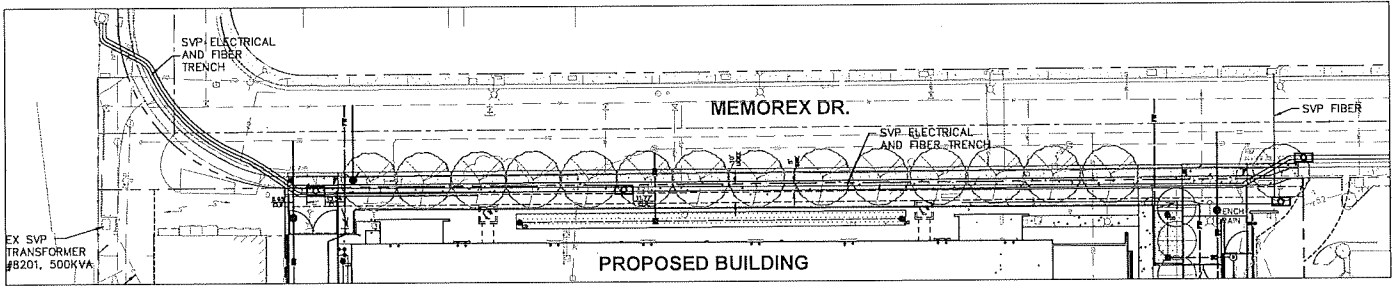 SVP ELECTRICAL
AND FIBER
TRENCH
MEMOREX DR.
SVP FIBER
SVP ELECTRICAL
AND FIBER TRENCH
EX SVP
TRANSFORMER
#8201, 500KVA
PROPOSED BUILDING